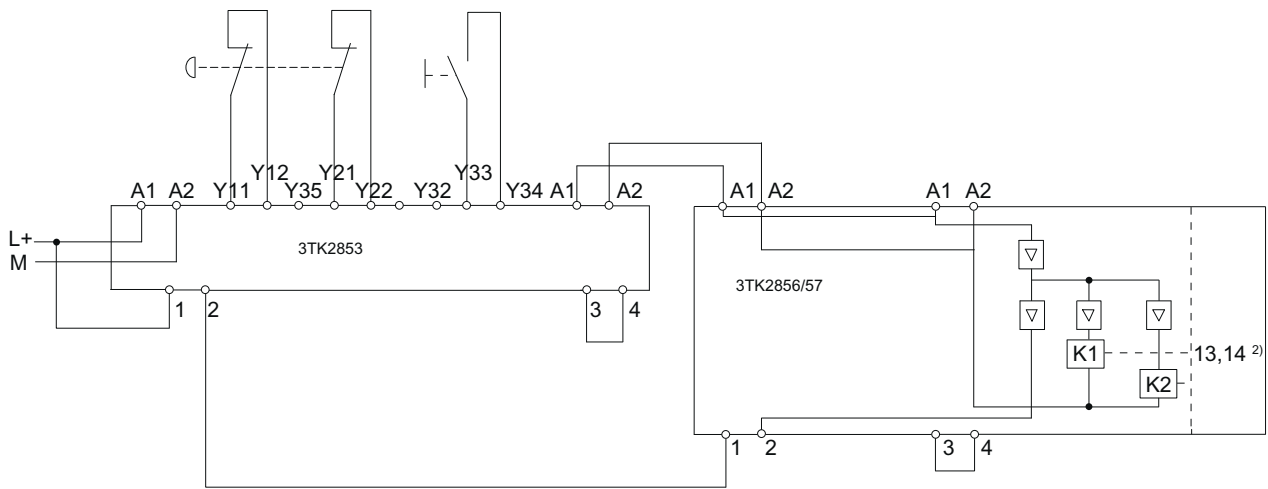 Y12 Y21 Y33
A1 A2 Y11 Y35 Y22 Y32 Y34 A1 A2 A1 A2 A1 A2
L+
M
3TK2853
3TK2856/57
1 2 3 4
K1
13,14 2)
K2
1 2 3 4